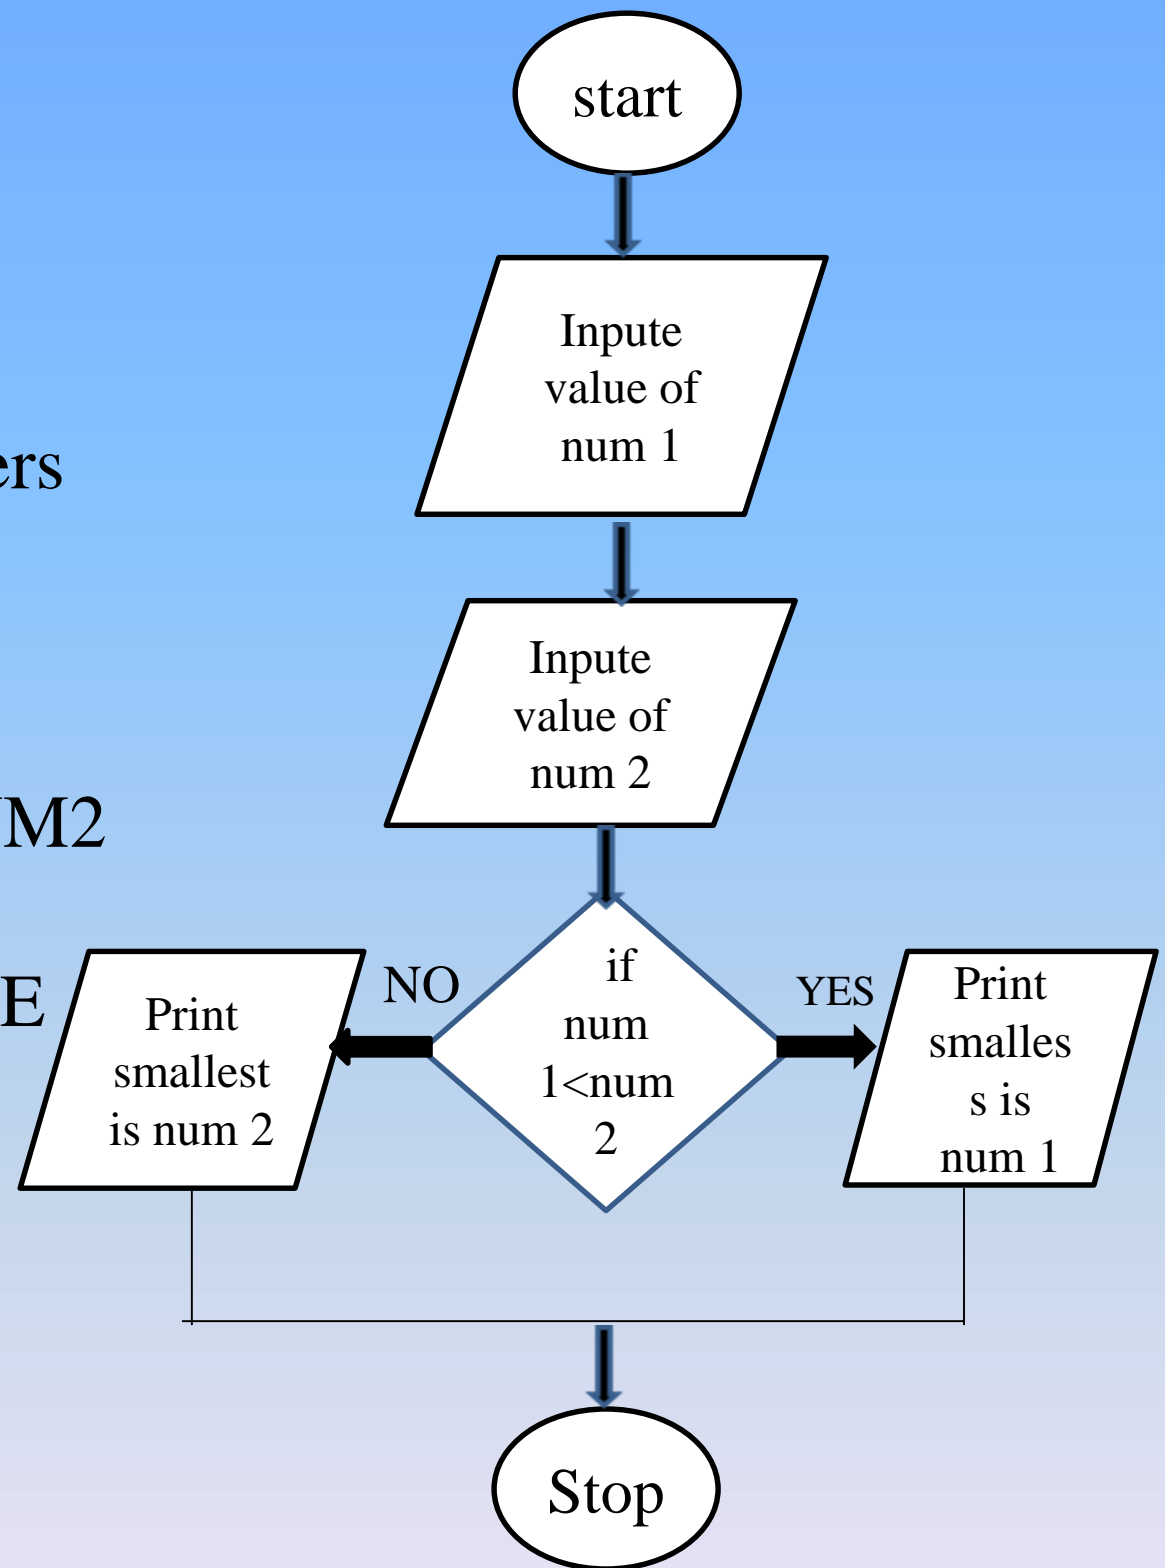 start
Inpute
value of
num 1
ers
Inpute
value of
num 2
M2
E
NO
YES
if
num
1<num
2
Print
smallest
is num 2
Print
smalles
s is
num 1
Stop